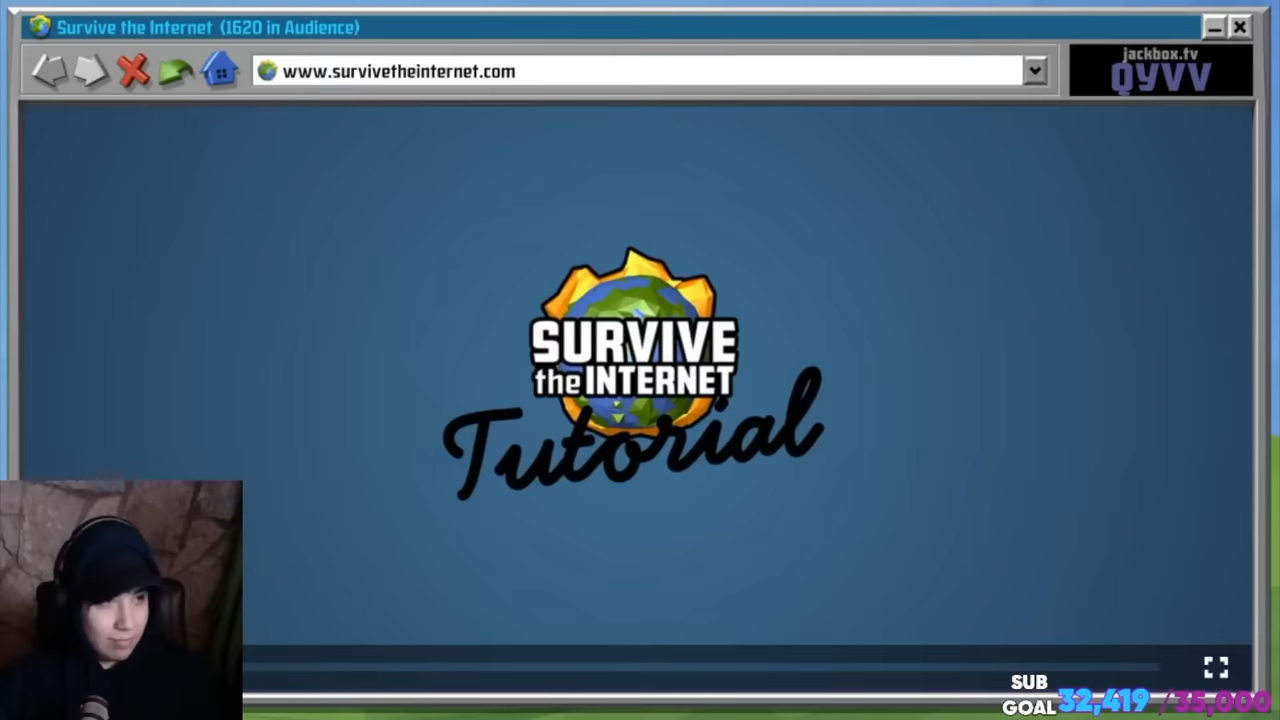 Survive the Internet (1620 in Audience)
www.survivetheinternet.com
jackbox.tv
QYVV
SURVIVE
the INTERNET
Tutorial
SUB
GOAL 32,419 / 35,000